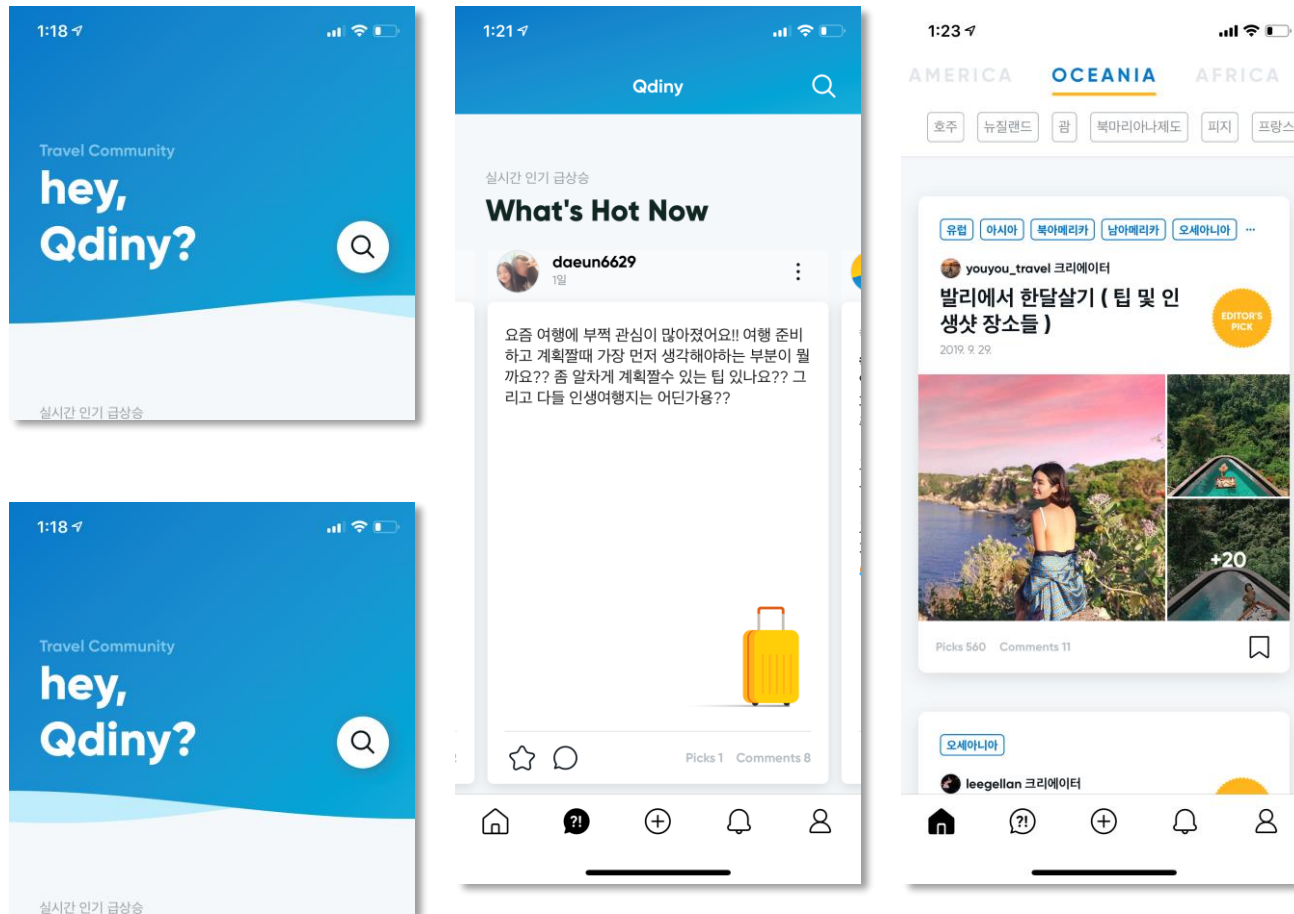 1:18
Travel Community
hey,
Qdiny?
실시간 인기 급상승
1:18
Travel Community
hey,
Qdiny?
실시간 인기 급상승
1:21
Qdiny
실시간 인기 급상승
What's Hot Now
daeun6629
1일
요즘 여행에 부쩍 관심이 많아졌어요!! 여행 준비
하고 계획짤때 가장 먼저 생각해야하는 부분이 뭘
까요?? 좀 알차게 계획짤수 있는 팁 있나요?? 그
리고 다들 인생여행지는 어딘가용??
Picks 1 Comments 8
?!
1:23
AMERICA OCEANIA AFRICA
호주 뉴질랜드 괌 북마리아나제도 피지 프랑스
유럽 아시아 북아메리카 남아메리카 오세아니아 ···
youyou_travel 크리에이터
발리에서 한달살기 ( 팁 및 인
생샷 장소들 )
EDITOR'S
PICK
2019. 9. 29.
+20
Picks 560 Comments 11
오세아니아
leegellan 크리에이터
?!